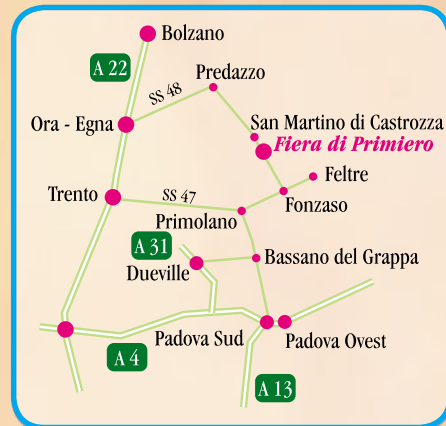 Bolzano
A 22
Predazzo
SS 48
Ora - Egna
San Martino di Castrozza
Fiera di Primiero
Feltre
Trento
SS 47
Fonzaso
Primolano
A 31
Dueville
Bassano del Grappa
Padova Sud
Padova Ovest
A 4
A 13